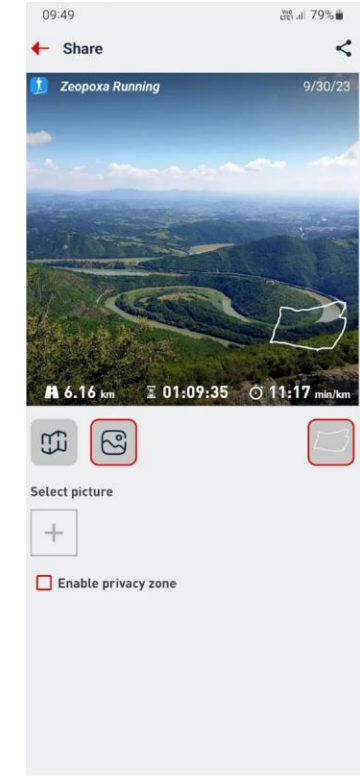 09:49 79%
Share
Zeopoxa Running 9/30/23
6.16 km 01:09:35 11:17 min/km
Select picture
Enable privacy zone